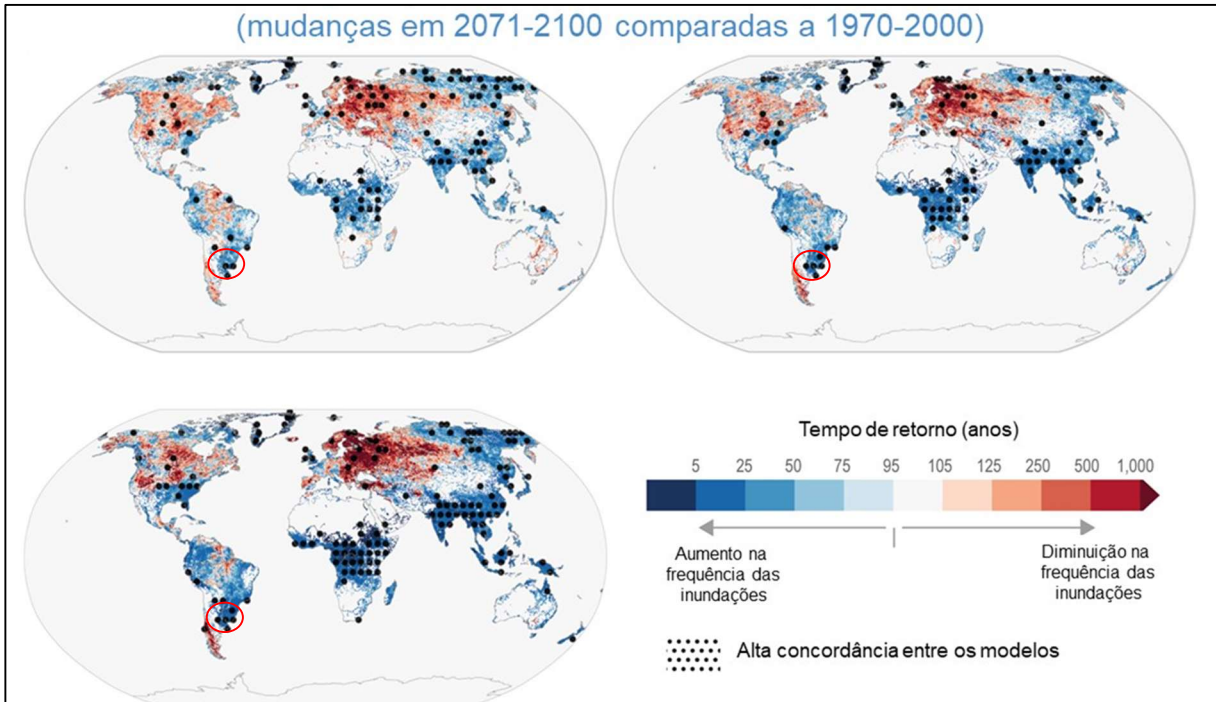 (mudanças em 2071-2100 comparadas a 1970-2000)
Tempo de retorno (anos)
5 25 50 75 95 105 125 250 500 1,000
Aumento na
frequência das
inundações
Diminuição na
frequência das
inundações
Alta concordância entre os modelos